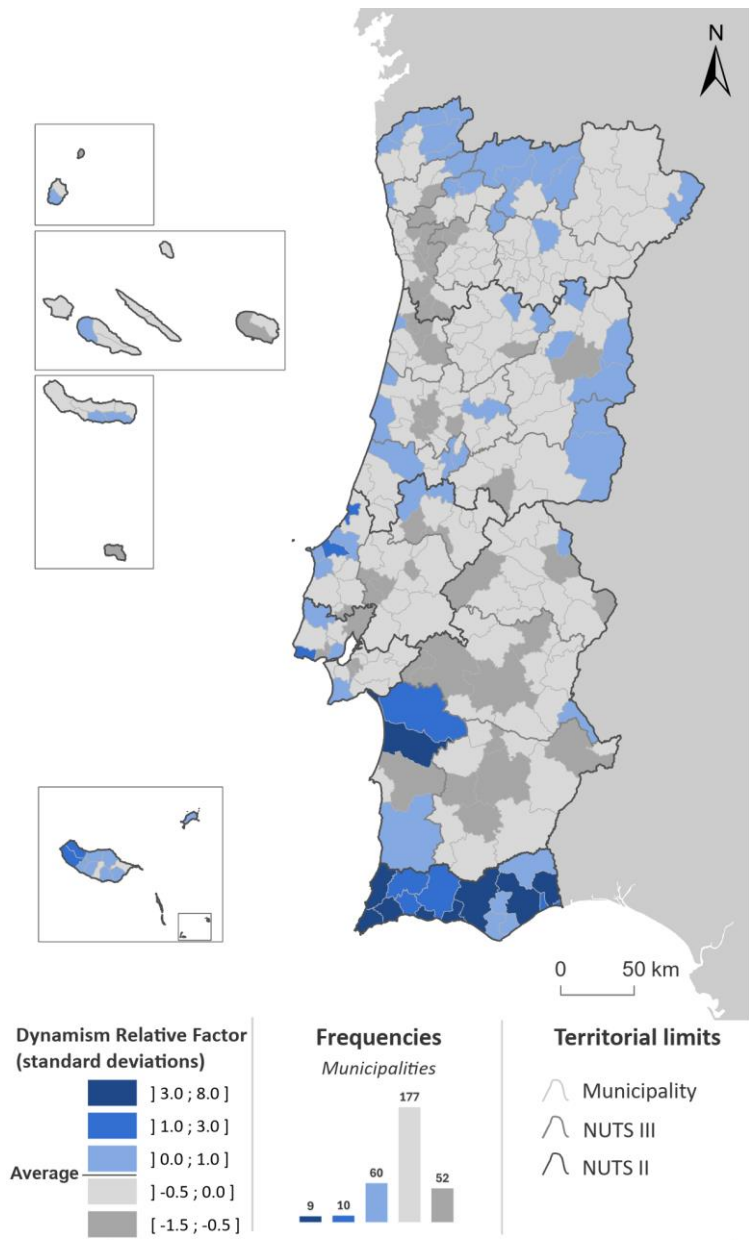 N
0 50 km
Dynamism Relative Factor
(standard deviations)
] 3.0 ; 8.0 ]
] 1.0 ; 3.0 ]
] 0.0 ; 1.0 ]
Average
] -0.5 ; 0.0 ]
[ -1.5 ; -0.5 ]
Frequencies
Municipalities
9 10 60 177 52
Territorial limits
Municipality
NUTS III
NUTS II